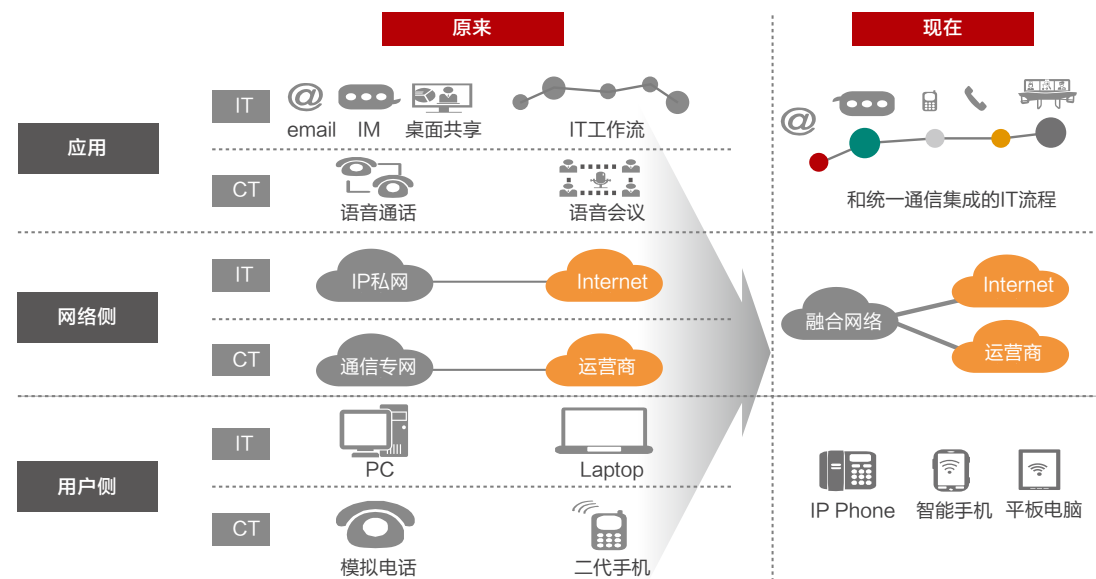 原来
现在
应用
IT
@
email
IM
桌面共享
IT工作流
CT
语音通话
语音会议
@
和统一通信集成的IT流程
网络侧
IT
IP私网
Internet
CT
通信专网
运营商
融合网络
Internet
运营商
用户侧
IT
PC
Laptop
CT
模拟电话
二代手机
IP Phone
智能手机
平板电脑